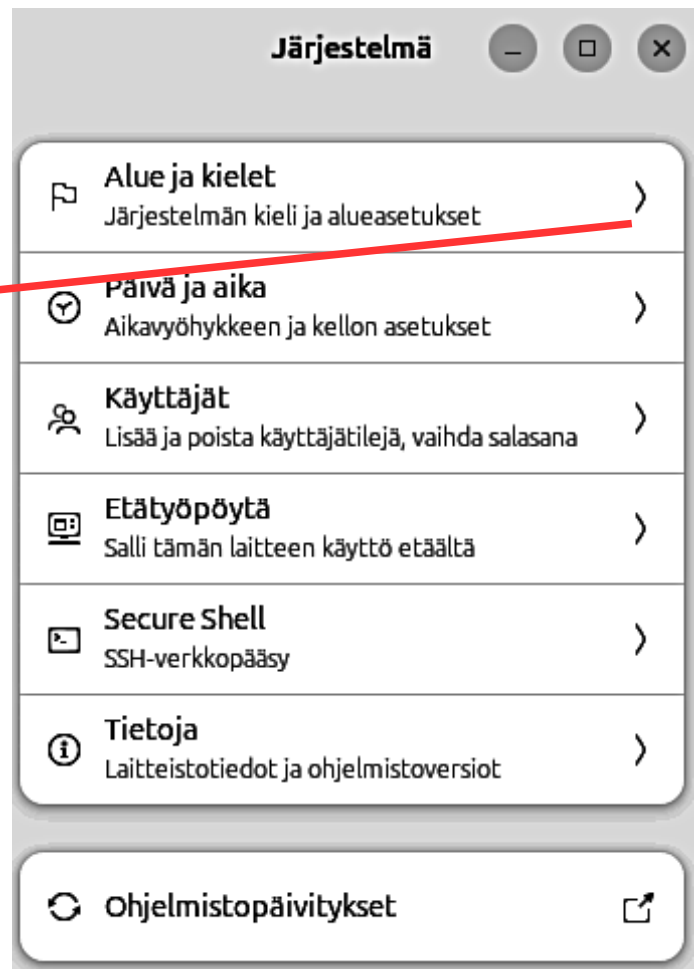 Järjestelmä
Alue ja kielet
Järjestelmän kieli ja alueasetukset
Päivä ja aika
Aikavyöhykkeen ja kellon asetukset
Käyttäjät
Lisää ja poista käyttäjätilejä, vaihda salasana
Etätyöpöytä
Salli tämän laitteen käyttö etäältä
Secure Shell
SSH-verkkopääsy
Tietoja
Laitteistotiedot ja ohjelmistoversiot
Ohjelmistopäivitykset